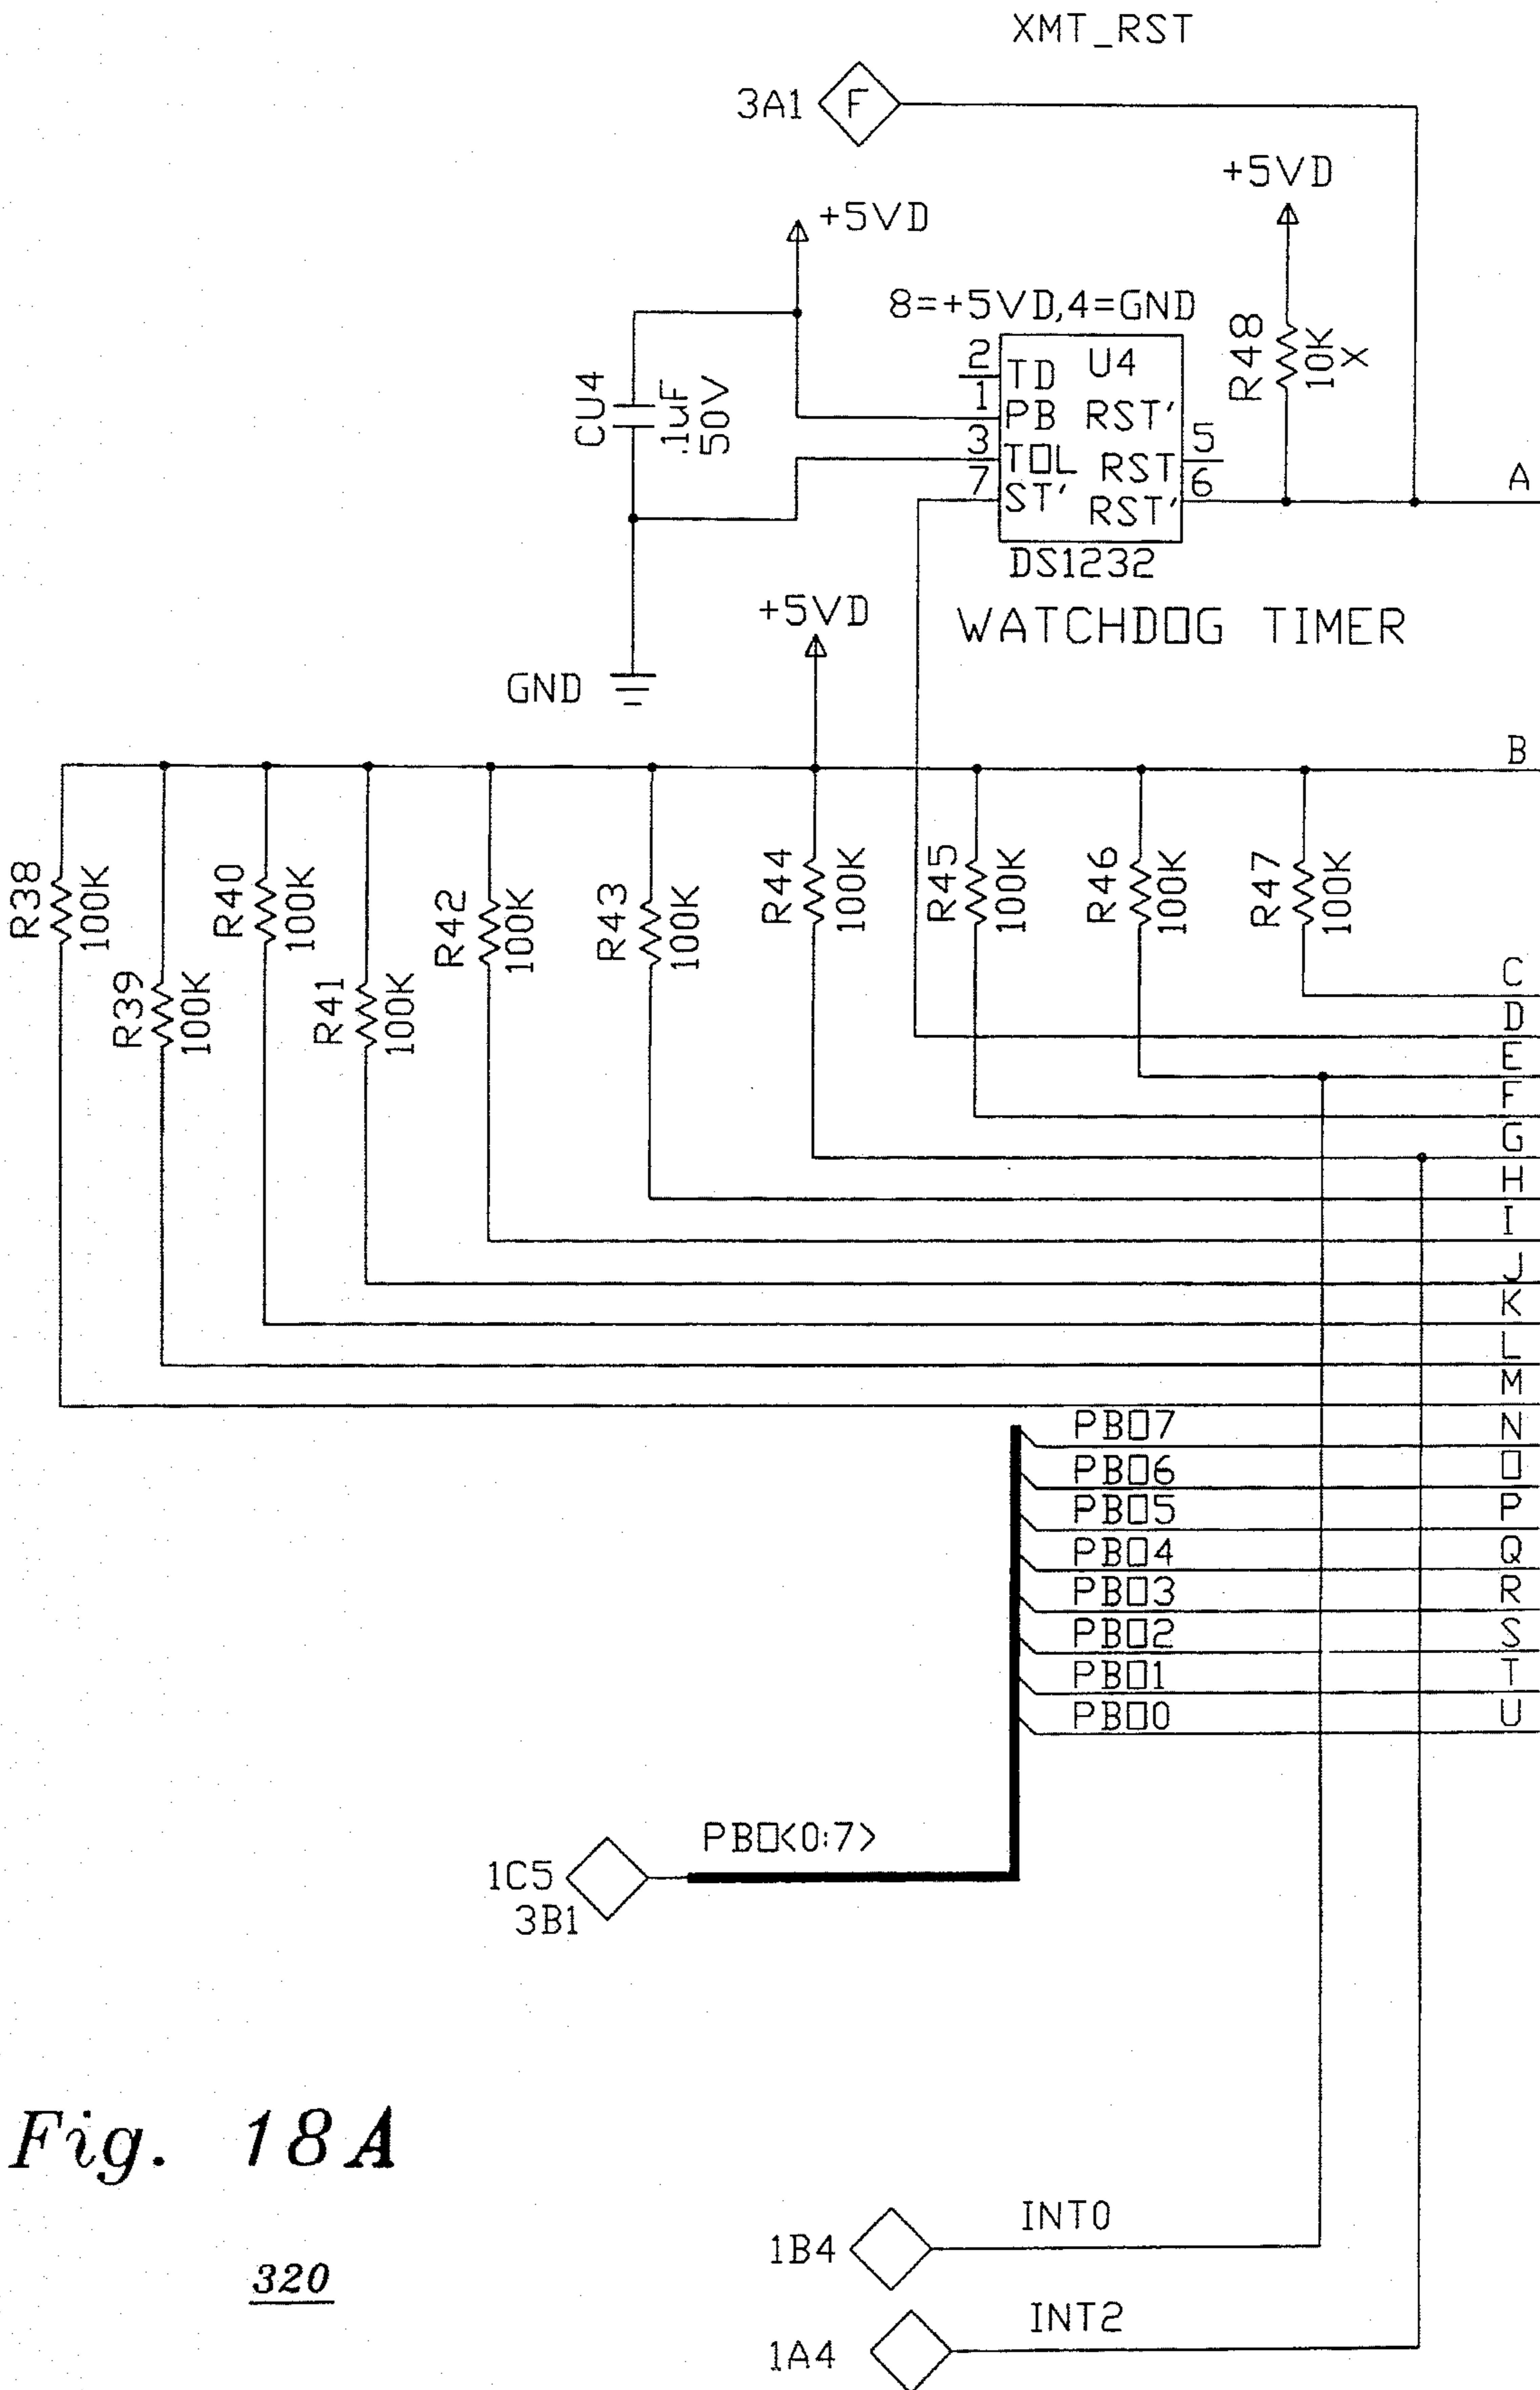 XMT_RST
3A1 F
+5VD
+5VD
8=+5VD,4=GND
CU4
.1uF
50V
2 TD U4
1 PB RST'
3 TOL RST 5
7 ST' RST' 6
DS1232
WATCHDOG TIMER
R48
10K
X
A
GND
+5VD
B
R38
100K
R39
100K
R40
100K
R41
100K
R42
100K
R43
100K
R44
100K
R45
100K
R46
100K
R47
100K
C
D
E
F
G
H
I
J
K
L
M
PBO7 N
PBO6 O
PBO5 P
PBO4 Q
PBO3 R
PBO2 S
PBO1 T
PBO0 U
PBO<0:7>
1C5
3B1
Fig. 18A
320
1B4 INT0
1A4 INT2